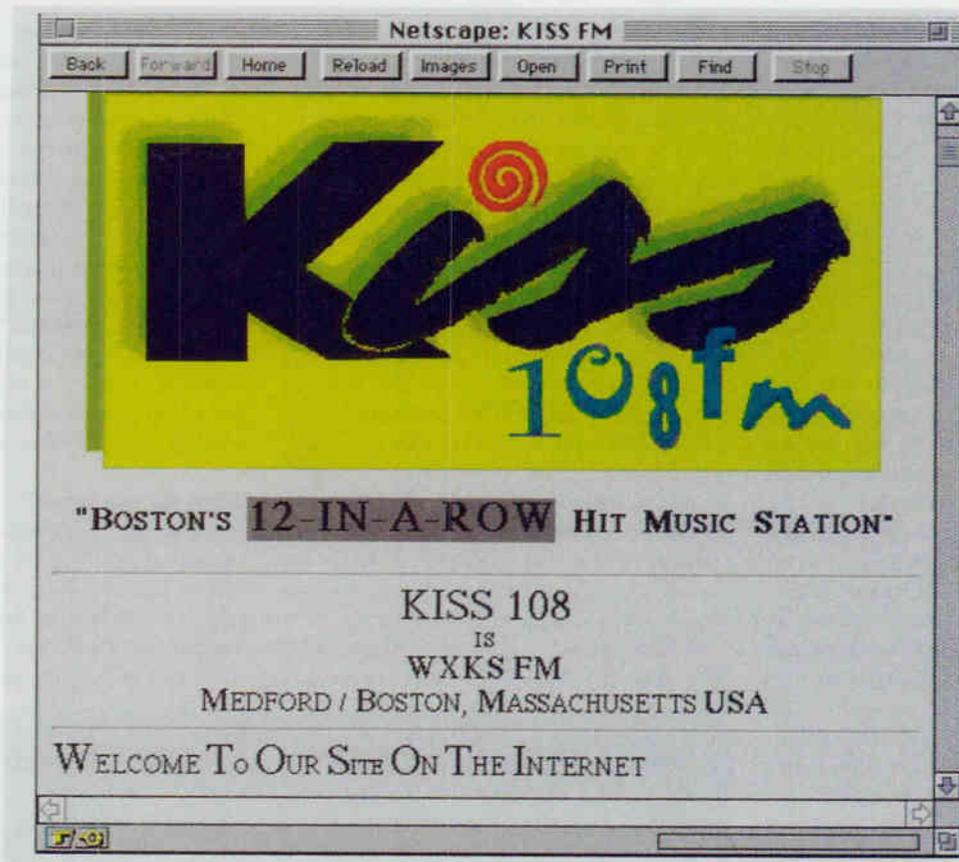 Netscape: KISS FM
Back Forward Home Reload Images Open Print Find Stop
Kiss
108fm
"BOSTON'S 12-IN-A-ROW HIT MUSIC STATION"
KISS 108
IS
WXKS FM
MEDFORD / BOSTON, MASSACHUSETTS USA
WELCOME TO OUR SITE ON THE INTERNET